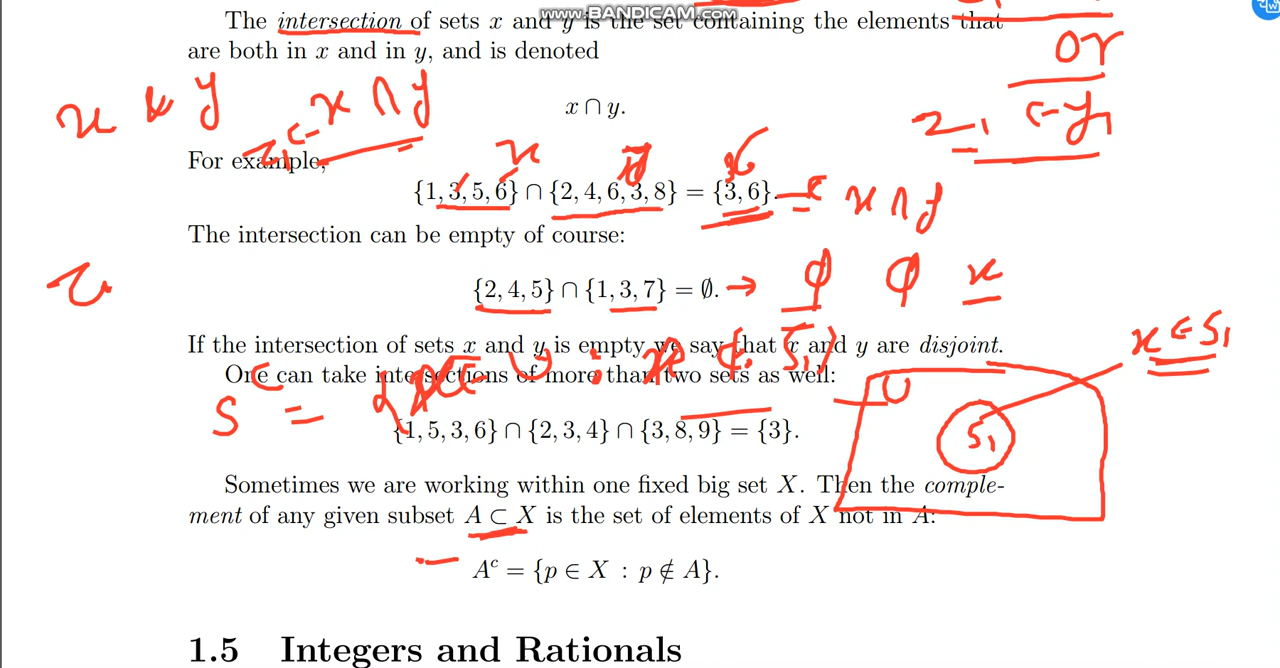 www.BANDICAM.com
The intersection of sets x and y is the set containing the elements that
are both in x and in y, and is denoted
or
x & y
x ∩ y
x ∩ y.
For example,
x
{1, 3, 5, 6} ∩ {2, 4, 6, 3, 8} = {3, 6}.
x ∩ y
The intersection can be empty of course:
{2, 4, 5} ∩ {1, 3, 7} = ∅. → ϕ ϕ x
If the intersection of sets x and y is empty we say that x and y are disjoint.
x ∈ S₁
One can take intersections of more than two sets as well:
U
Sᶜ =
S₁
{1, 5, 3, 6} ∩ {2, 3, 4} ∩ {3, 8, 9} = {3}.
Sometimes we are working within one fixed big set X. Then the comple-
ment of any given subset A ⊂ X is the set of elements of X not in A:
Aᶜ = {p ∈ X : p ∉ A}.
1.5 Integers and Rationals